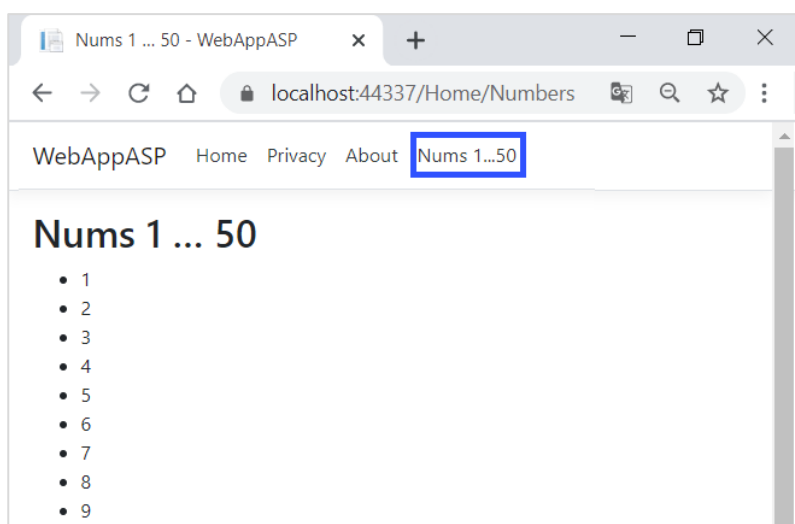 Nums 1 ... 50 - WebAppASP
localhost:44337/Home/Numbers
WebAppASP Home Privacy About Nums 1...50
Nums 1 ... 50
1
2
3
4
5
6
7
8
9